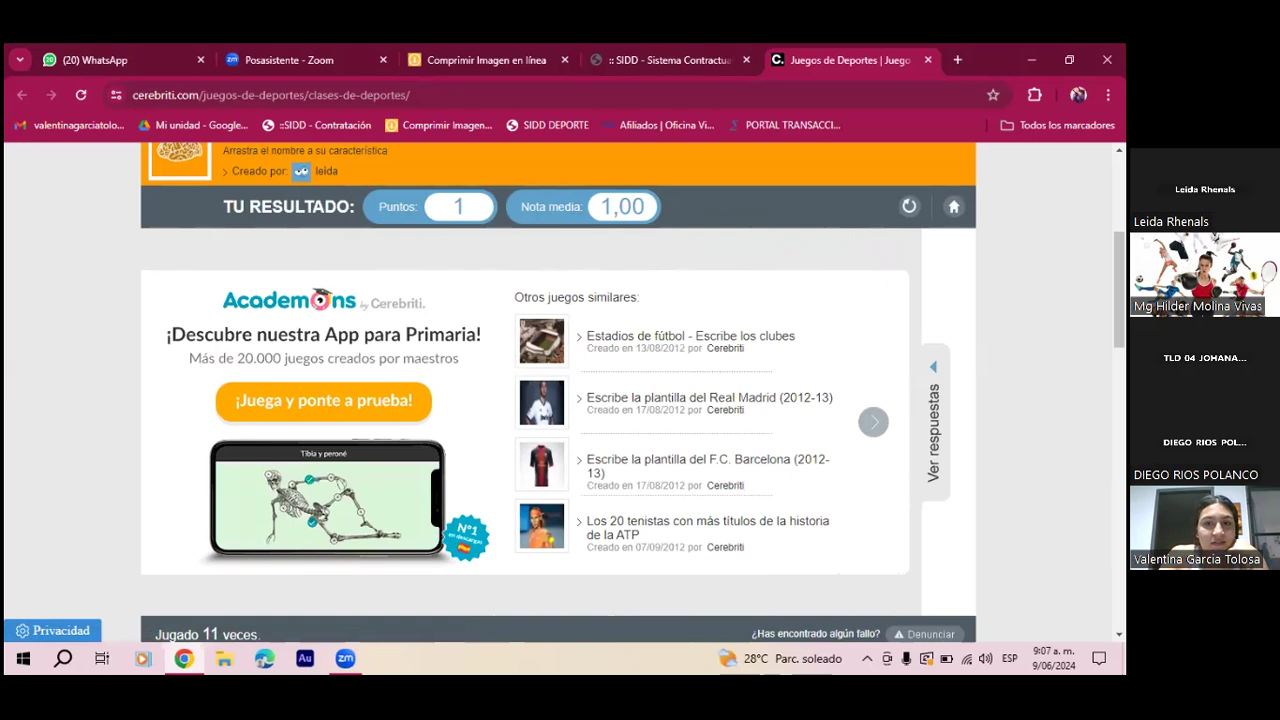 (20) WhatsApp
Posasistente - Zoom
Comprimir Imagen en línea
:: SIDD - Sistema Contractua
Juegos de Deportes | Juego
cerebriti.com/juegos-de-deportes/clases-de-deportes/
valentinagarciatolo...
Mi unidad - Google...
::SIDD - Contratación
Comprimir Imagen...
SIDD DEPORTE
Afiliados | Oficina Vi...
PORTAL TRANSACCI...
Todos los marcadores
Arrastra el nombre a su característica
Creado por: leida
TU RESULTADO: Puntos: 1 Nota media: 1,00
Academons by Cerebriti.
¡Descubre nuestra App para Primaria!
Más de 20.000 juegos creados por maestros
¡Juega y ponte a prueba!
Tibia y peroné
Nº1
en descargas
Otros juegos similares:
Estadios de fútbol - Escribe los clubes
Creado en 13/08/2012 por Cerebriti
Escribe la plantilla del Real Madrid (2012-13)
Creado en 17/08/2012 por Cerebriti
Escribe la plantilla del F.C. Barcelona (2012-
13)
Creado en 17/08/2012 por Cerebriti
Los 20 tenistas con más títulos de la historia
de la ATP
Creado en 07/09/2012 por Cerebriti
Ver respuestas
Privacidad
Jugado 11 veces.
¿Has encontrado algún fallo?
Denunciar
Au
zm
28°C Parc. soleado
ESP
9:07 a. m.
9/06/2024
Leida Rhenals
Leida Rhenals
Mg Hilder Molina Vivas
TLD 04 JOHANA...
DIEGO RIOS POL...
DIEGO RIOS POLANCO
Valentina Garcia Tolosa